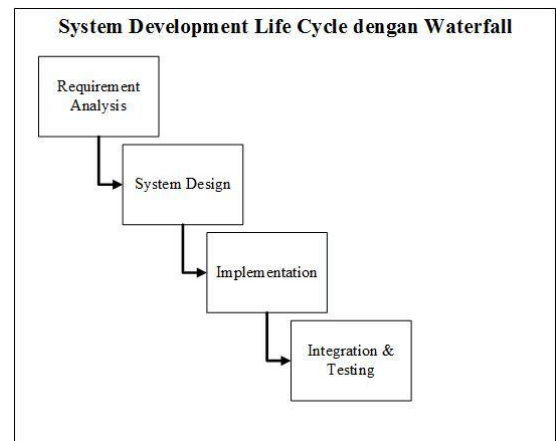 System Development Life Cycle dengan Waterfall
Requirement
Analysis
System Design
Implementation
Integration &
Testing